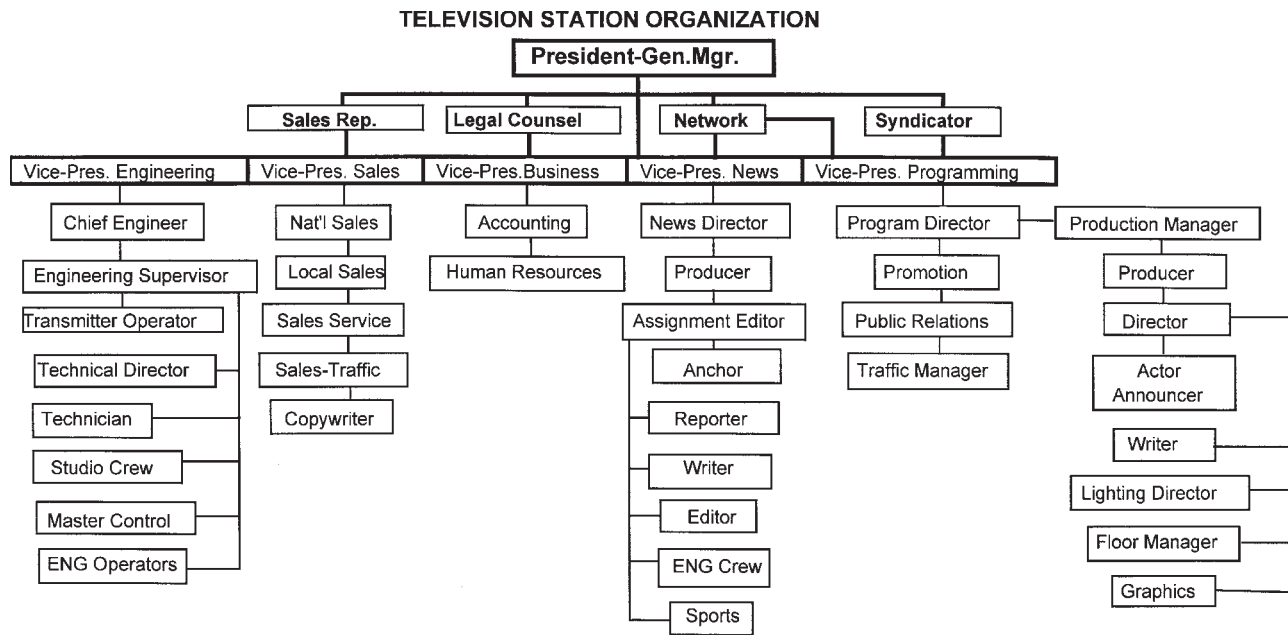 TELEVISION STATION ORGANIZATION
President-Gen.Mgr.
Sales Rep.
Legal Counsel
Network
Syndicator
Vice-Pres. Engineering
Vice-Pres. Sales
Vice-Pres.Business
Vice-Pres. News
Vice-Pres. Programming
Chief Engineer
Engineering Supervisor
Transmitter Operator
Technical Director
Technician
Studio Crew
Master Control
ENG Operators
Nat'l Sales
Local Sales
Sales Service
Sales-Traffic
Copywriter
Accounting
Human Resources
News Director
Producer
Assignment Editor
Anchor
Reporter
Writer
Editor
ENG Crew
Sports
Program Director
Promotion
Public Relations
Traffic Manager
Production Manager
Producer
Director
Actor
Announcer
Writer
Lighting Director
Floor Manager
Graphics